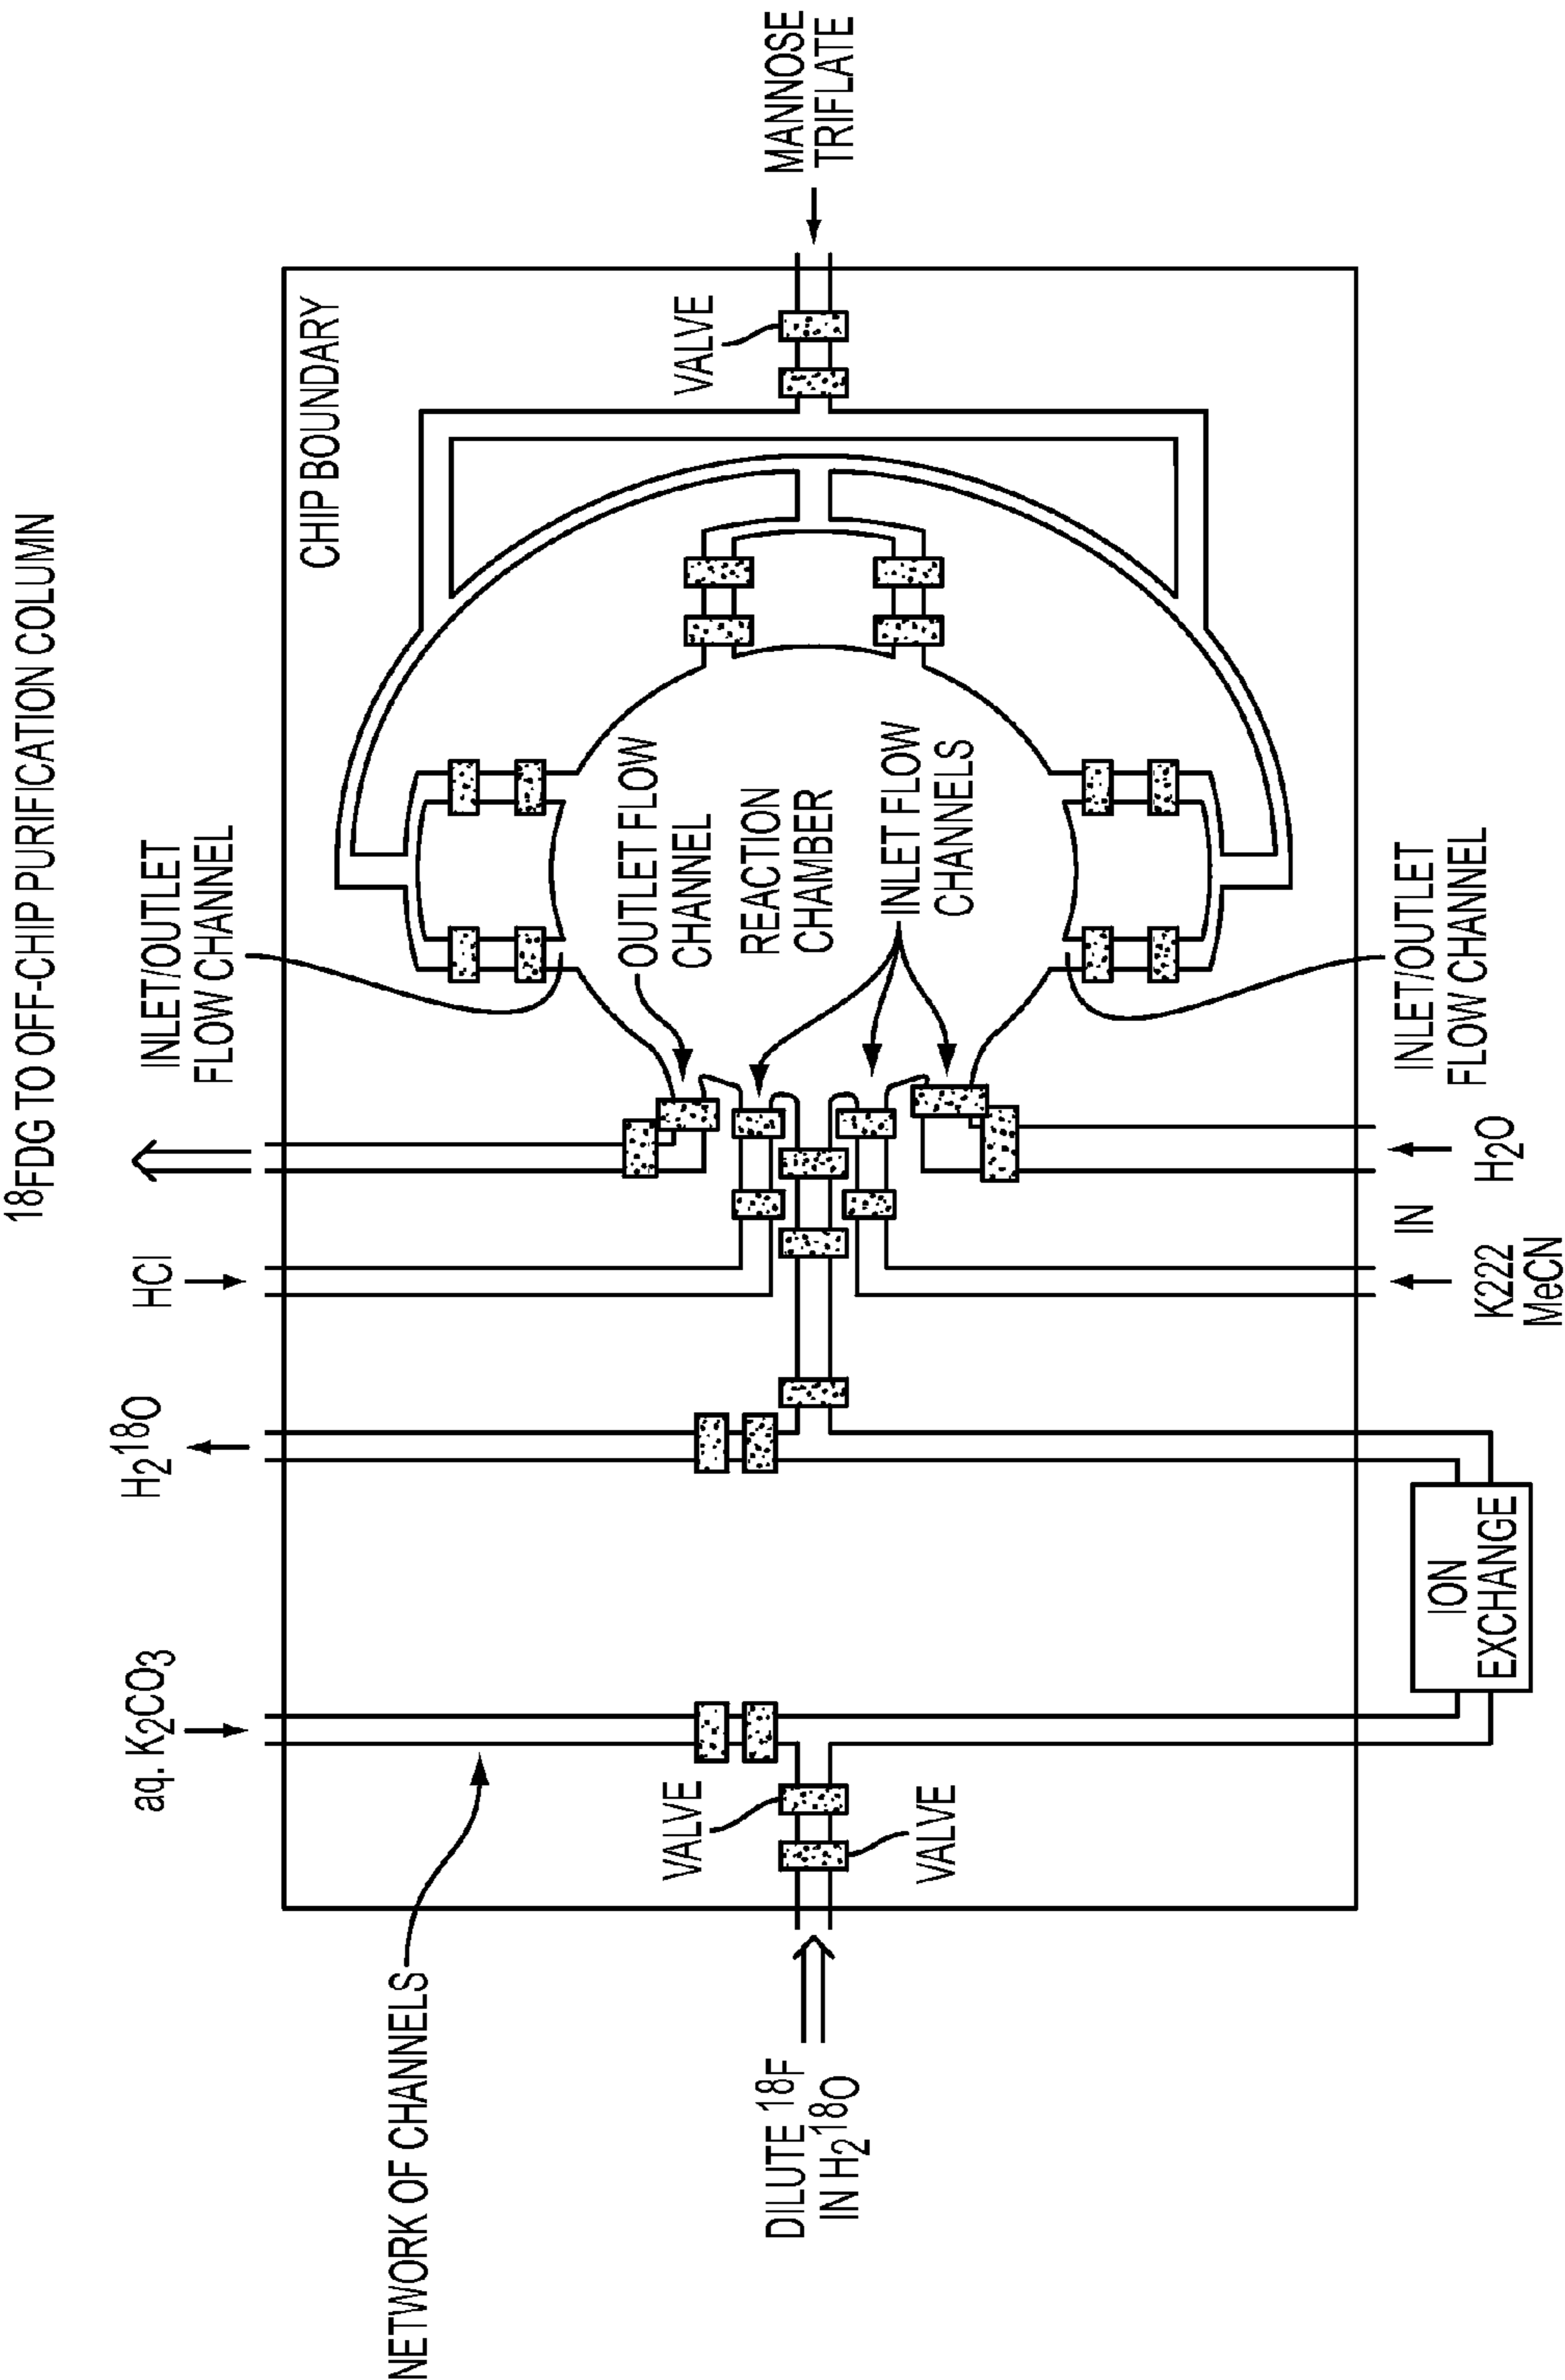 18FDG TO OFF-CHIP PURIFICATION COLUMN
aq. K2CO3
H2 18O
HCl
INLET/OUTLET
FLOW CHANNEL
CHIP BOUNDARY
NETWORK OF CHANNELS
VALVE
VALVE
OUTLET FLOW
CHANNEL
REACTION
CHAMBER
INLET FLOW
CHANNELS
VALVE
MANNOSE
TRIFLATE
DILUTE 18F
IN H2 18O
ION
EXCHANGE
K222
MeCN
IN
H2O
INLET/OUTLET
FLOW CHANNEL